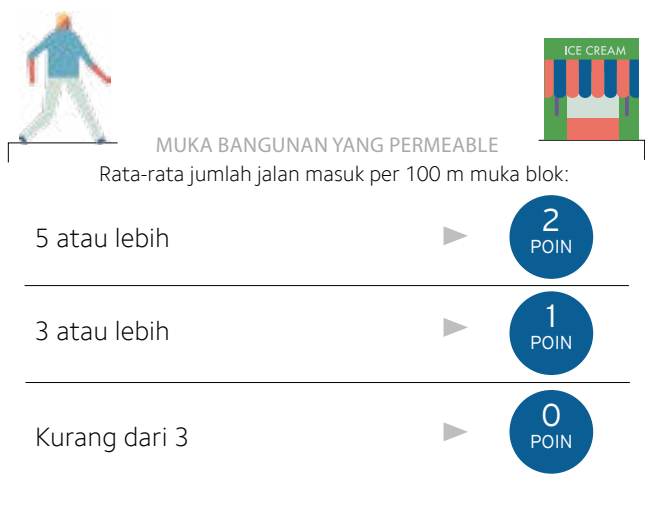 ICE CREAM
MUKA BANGUNAN YANG PERMEABLE
Rata-rata jumlah jalan masuk per 100 m muka blok:
5 atau lebih
2
POIN
3 atau lebih
1
POIN
Kurang dari 3
0
POIN